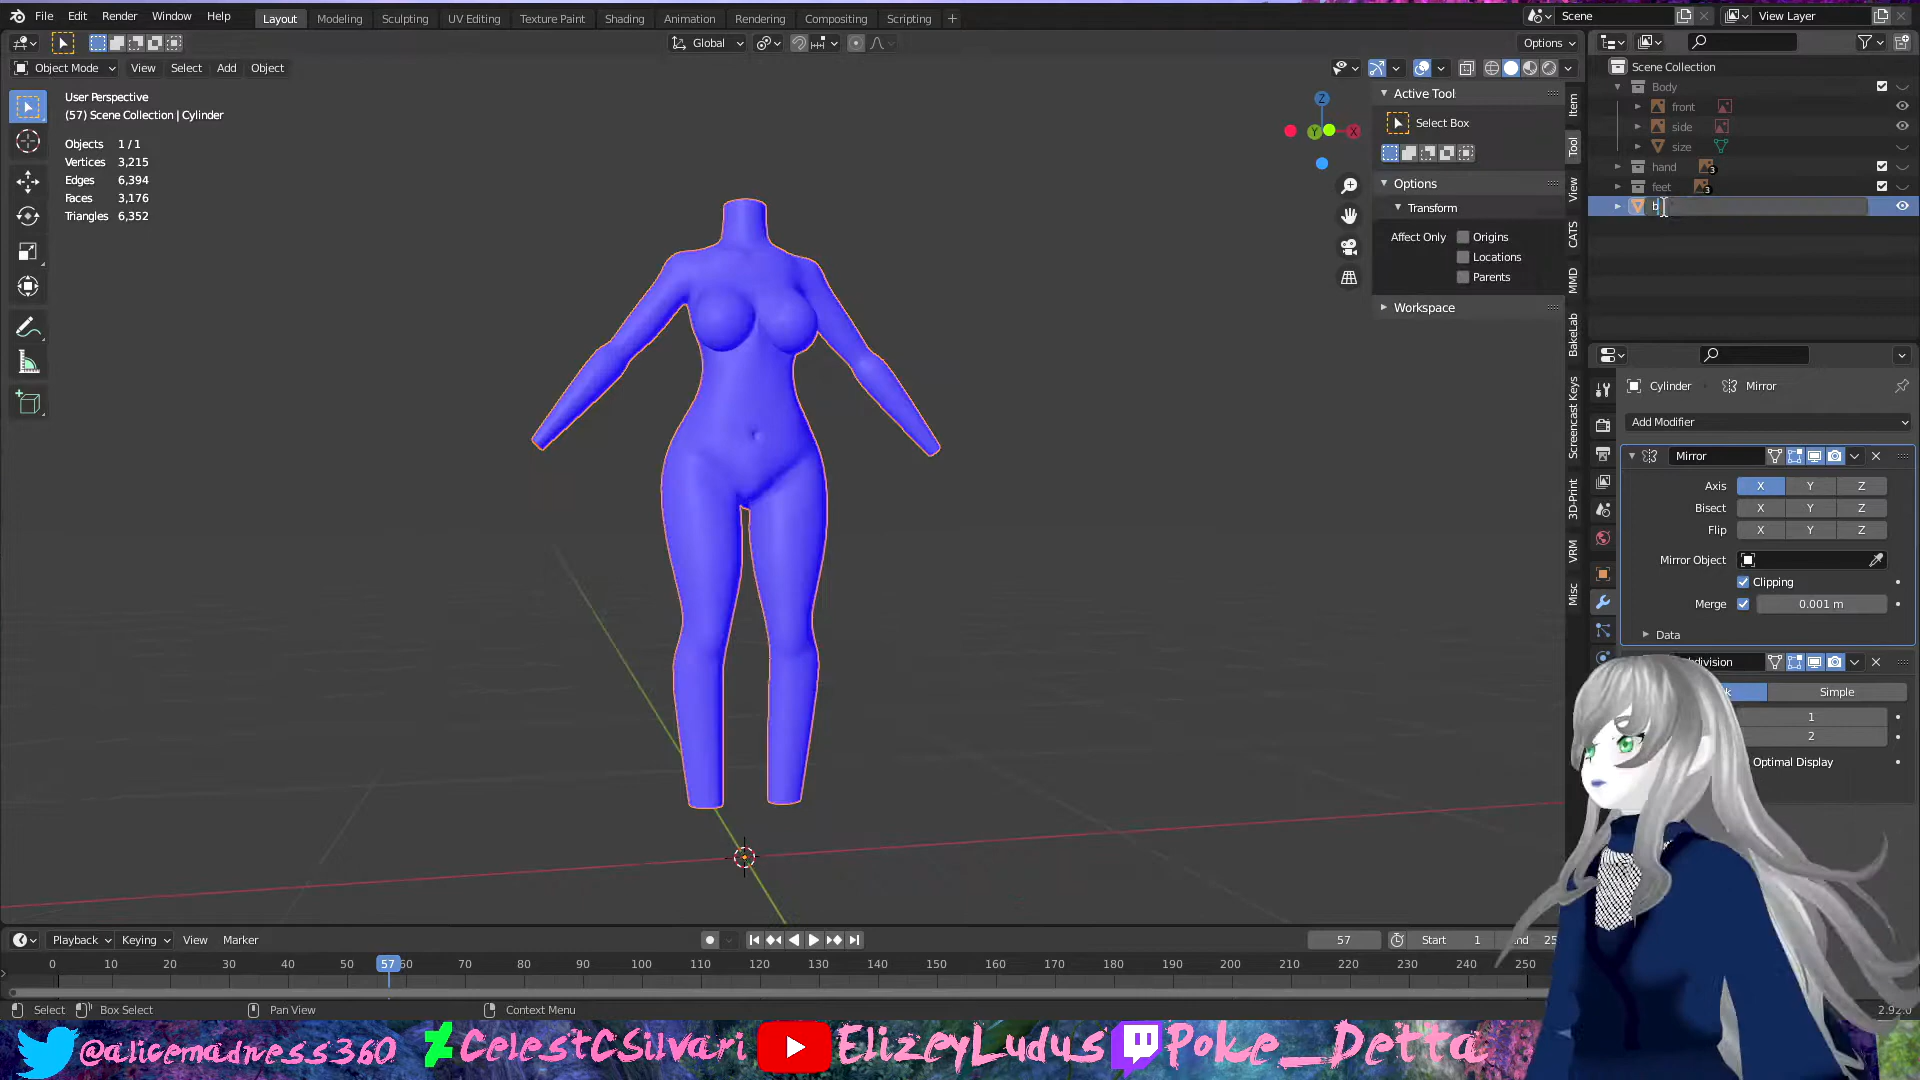 File Edit Render Window Help Layout Modeling Sculpting UV Editing Texture Paint Shading Animation Rendering Compositing Scripting + Scene View Layer
Global Options
Object Mode View Select Add Object
User Perspective
(57) Scene Collection | Cylinder
Objects 1 / 1
Vertices 3,215
Edges 6,394
Faces 3,176
Triangles 6,352
Z
X
Y
Active Tool
Select Box
Options
Transform
Affect Only Origins
Locations
Parents
Workspace
Item
Tool
View
CATS
MMD
BakeLab
Screencast Keys
3D-Print
VRM
Misc
Scene Collection
Body
front
side
size
hand 3
feet 3
b
Cylinder Mirror
Add Modifier
Mirror
Axis X Y Z
Bisect X Y Z
Flip X Y Z
Mirror Object
Clipping
Merge 0.001 m
Data
Simple
1
2
Optimal Display
Playback Keying View Marker 57 Start 1
0 10 20 30 40 50 57 60 70 80 90 100 110 120 130 140 150 160 170 180 190 200 210 220 230 240 250
Select Box Select Pan View Context Menu 2.92.0
@alicemadness360 CelestCSilvari ElizeyLudus Poke__Detta